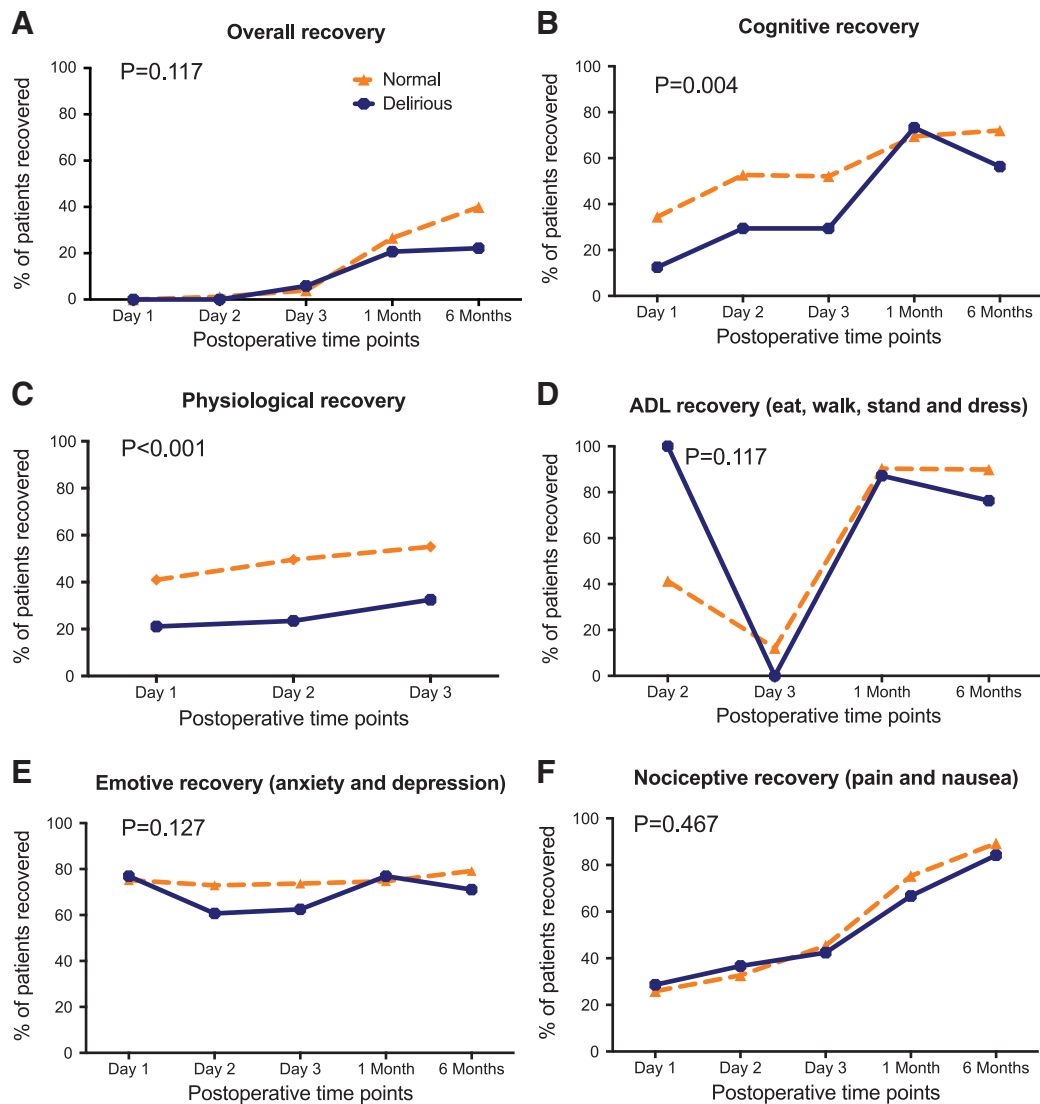 A
Overall recovery
P=0.117
Normal
Delirious
% of patients recovered
100
80
60
40
20
0
Day 1 Day 2 Day 3 1 Month 6 Months
Postoperative time points
B
Cognitive recovery
P=0.004
% of patients recovered
100
80
60
40
20
0
Day 1 Day 2 Day 3 1 Month 6 Months
Postoperative time points
C
Physiological recovery
P<0.001
% of patients recovered
100
80
60
40
20
0
Day 1 Day 2 Day 3
Postoperative time points
D
ADL recovery (eat, walk, stand and dress)
P=0.117
% of patients recovered
100
80
60
40
20
0
Day 2 Day 3 1 Month 6 Months
Postoperative time points
E
Emotive recovery (anxiety and depression)
P=0.127
% of patients recovered
100
80
60
40
20
0
Day 1 Day 2 Day 3 1 Month 6 Months
Postoperative time points
F
Nociceptive recovery (pain and nausea)
P=0.467
% of patients recovered
100
80
60
40
20
0
Day 1 Day 2 Day 3 1 Month 6 Months
Postoperative time points